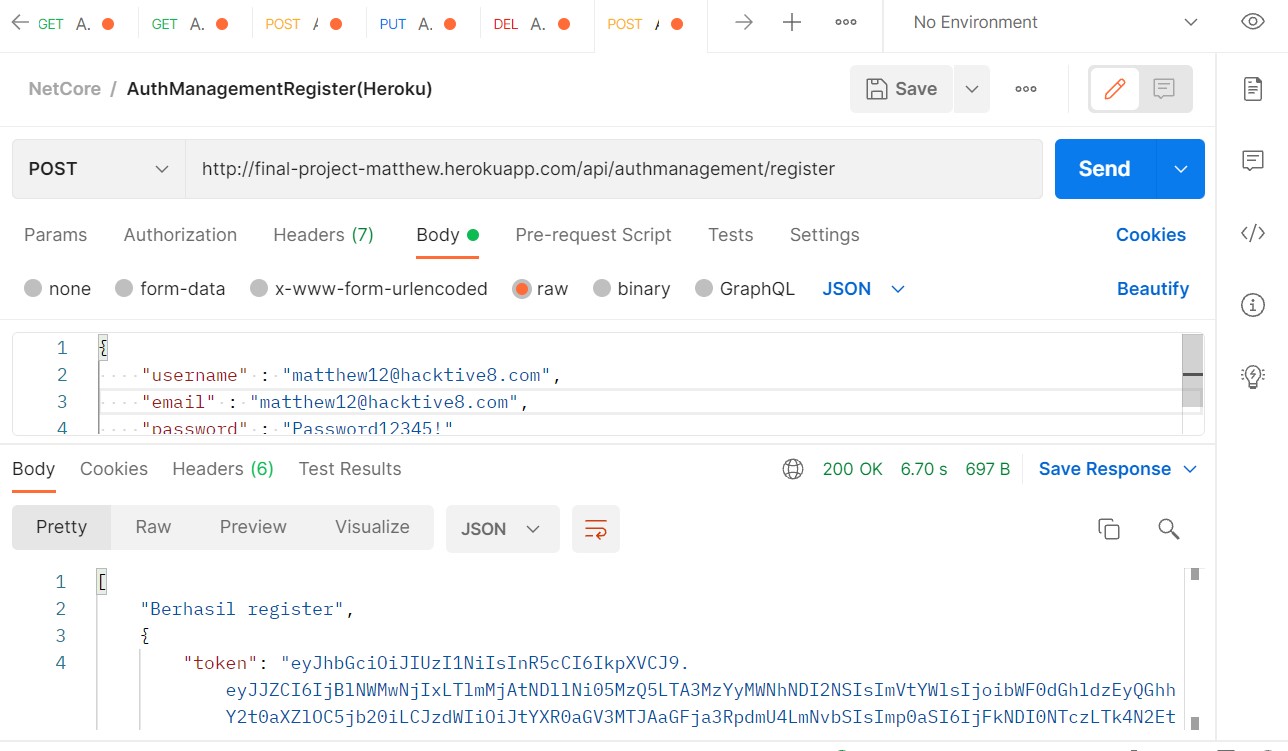 GET A. GET A. POST PUT A. DEL A. POST No Environment
NetCore / AuthManagementRegister(Heroku) Save
POST http://final-project-matthew.herokuapp.com/api/authmanagement/register Send
Params Authorization Headers (7) Body Pre-request Script Tests Settings Cookies
none form-data x-www-form-urlencoded raw binary GraphQL JSON Beautify
1 {
2 "username" : "matthew12@hacktive8.com",
3 "email" : "matthew12@hacktive8.com",
4 "password" : "Password12345!"
Body Cookies Headers (6) Test Results 200 OK 6.70 s 697 B Save Response
Pretty Raw Preview Visualize JSON
1 [
2 "Berhasil register",
3 {
4 "token": "eyJhbGciOiJIUzI1NiIsInR5cCI6IkpXVCJ9.
eyJJZCI6IjBlNWMwNjIxLTlmMjAtNDllNi05MzQ5LTA3MzYyMWNhNDI2NSIsImVtYWlsIjoibWF0dGhldzEyQGhh
Y2t0aXZlOC5jb20iLCJzdWIiOiJtYXR0aGV3MTJAaGFja3RpdmU4LmNvbSIsImp0aSI6IjFkNDI0NTczLTk4N2Et